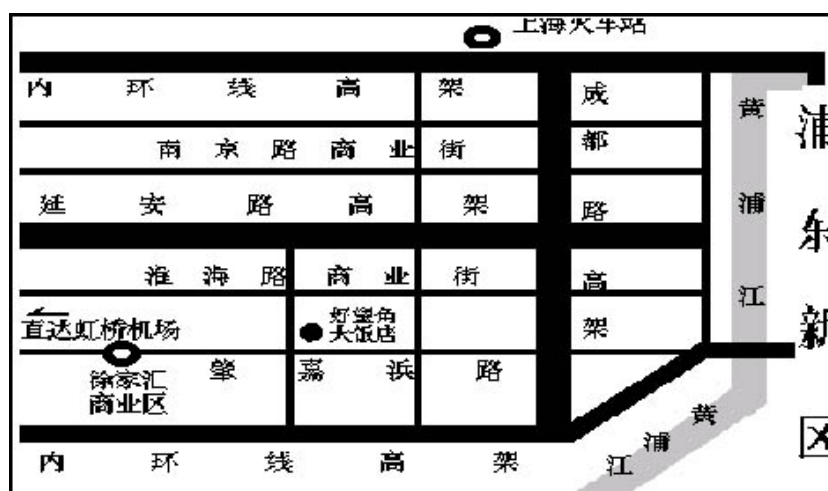 上海火车站
内环线高架
南京路商业街
延安路高架
淮海路商业街
直达虹桥机场
好望角
大饭店
徐家汇
商业区
肇嘉浜路
内环线高架
成都路高架
黄浦江
黄浦江
浦东新区